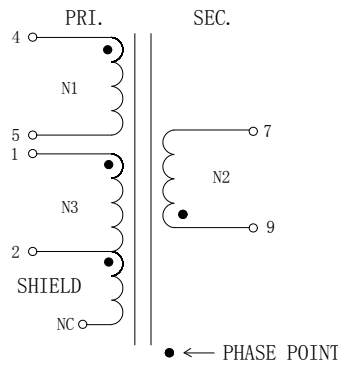 PRI. SEC.
4
N1
5
1
7
N2
N3
9
2
SHIELD
NC
PHASE POINT